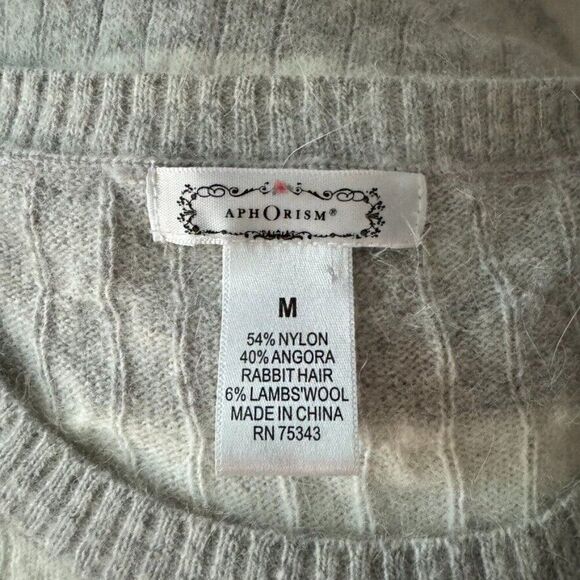 APHORISM®
M
54% NYLON
40% ANGORA
RABBIT HAIR
6% LAMBS'WOOL
MADE IN CHINA
RN 75343